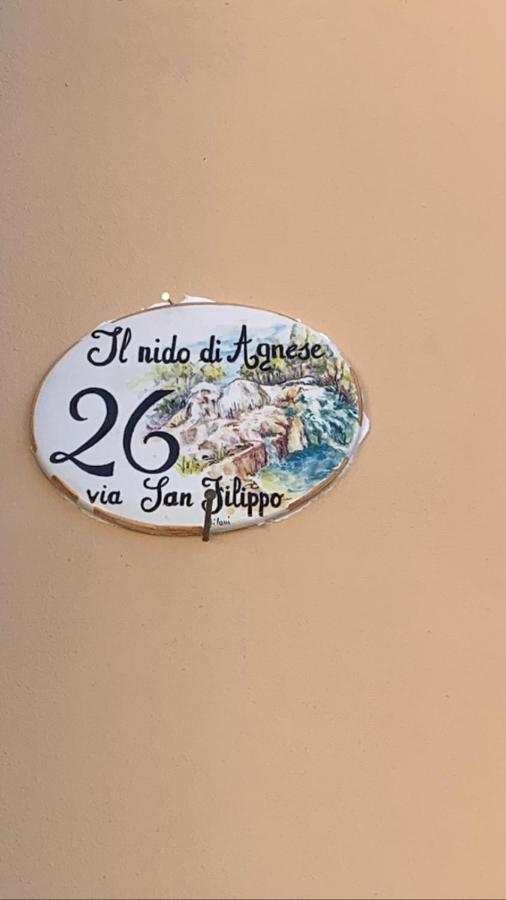 Il nido di Agnese
26
via San Filippo